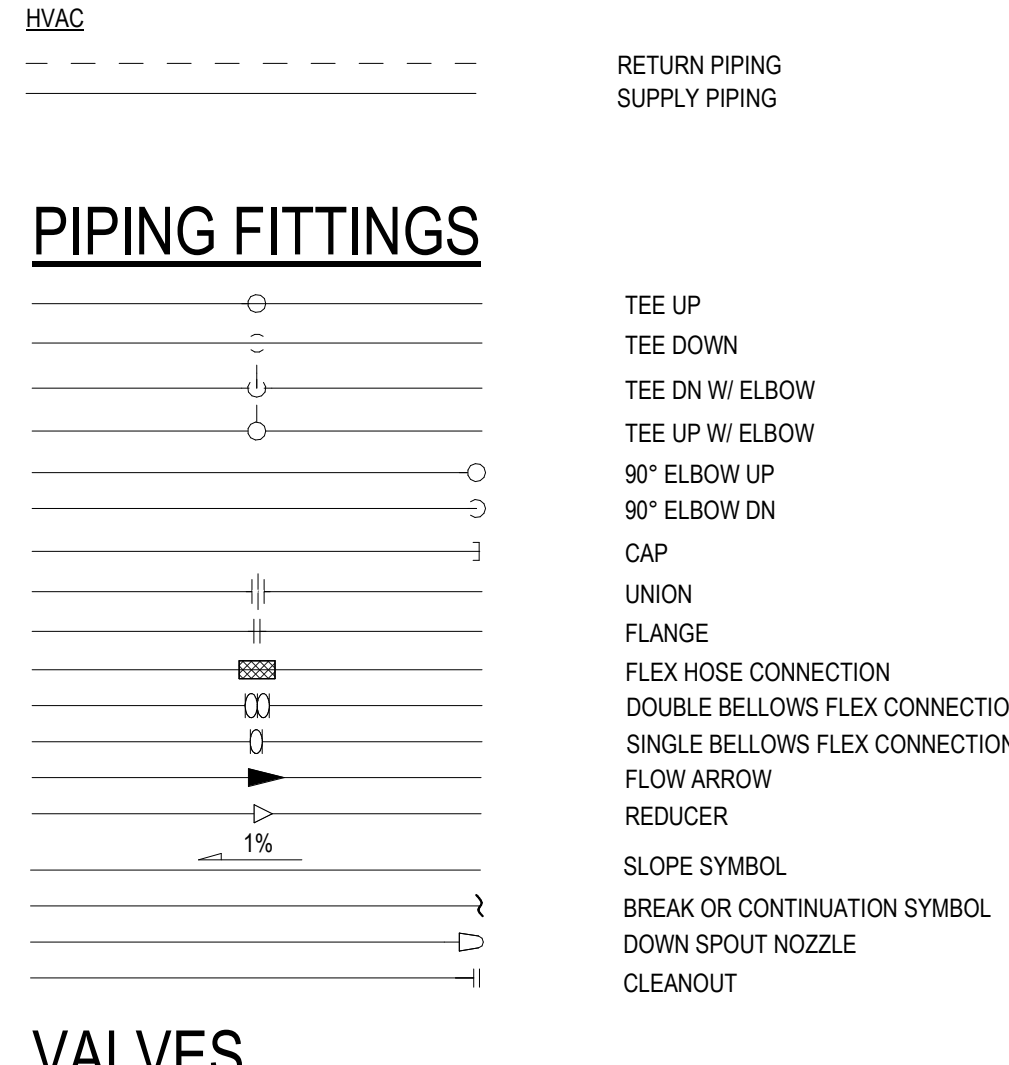 HVAC
RETURN PIPING
SUPPLY PIPING
PIPING FITTINGS
TEE UP
TEE DOWN
TEE DN W/ ELBOW
TEE UP W/ ELBOW
90° ELBOW UP
90° ELBOW DN
CAP
UNION
FLANGE
FLEX HOSE CONNECTION
DOUBLE BELLOWS FLEX CONNECTIO
SINGLE BELLOWS FLEX CONNECTION
FLOW ARROW
REDUCER
1%
SLOPE SYMBOL
BREAK OR CONTINUATION SYMBOL
DOWN SPOUT NOZZLE
CLEANOUT
VALVES